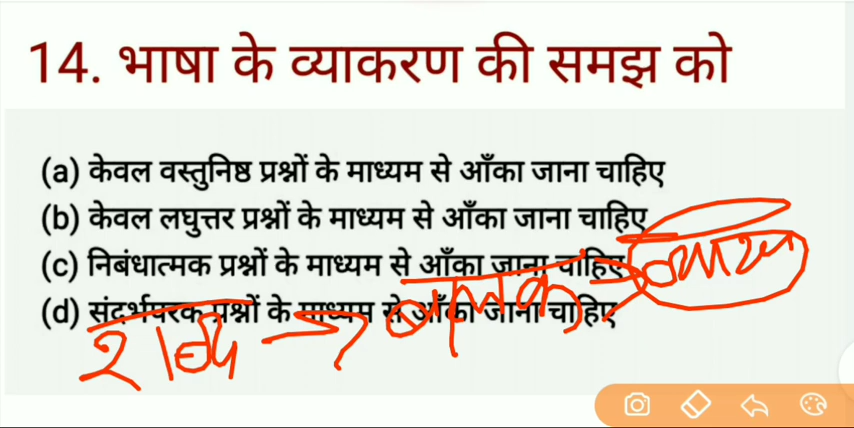 14. भाषा के व्याकरण की समझ को
(a) केवल वस्तुनिष्ठ प्रश्नों के माध्यम से आँका जाना चाहिए
(b) केवल लघुत्तर प्रश्नों के माध्यम से आँका जाना चाहिए
(c) निबंधात्मक प्रश्नों के माध्यम से आँका जाना चाहिए
(d) संदर्भपरक प्रश्नों के माध्यम से आँका जाना चाहिए
शब्द